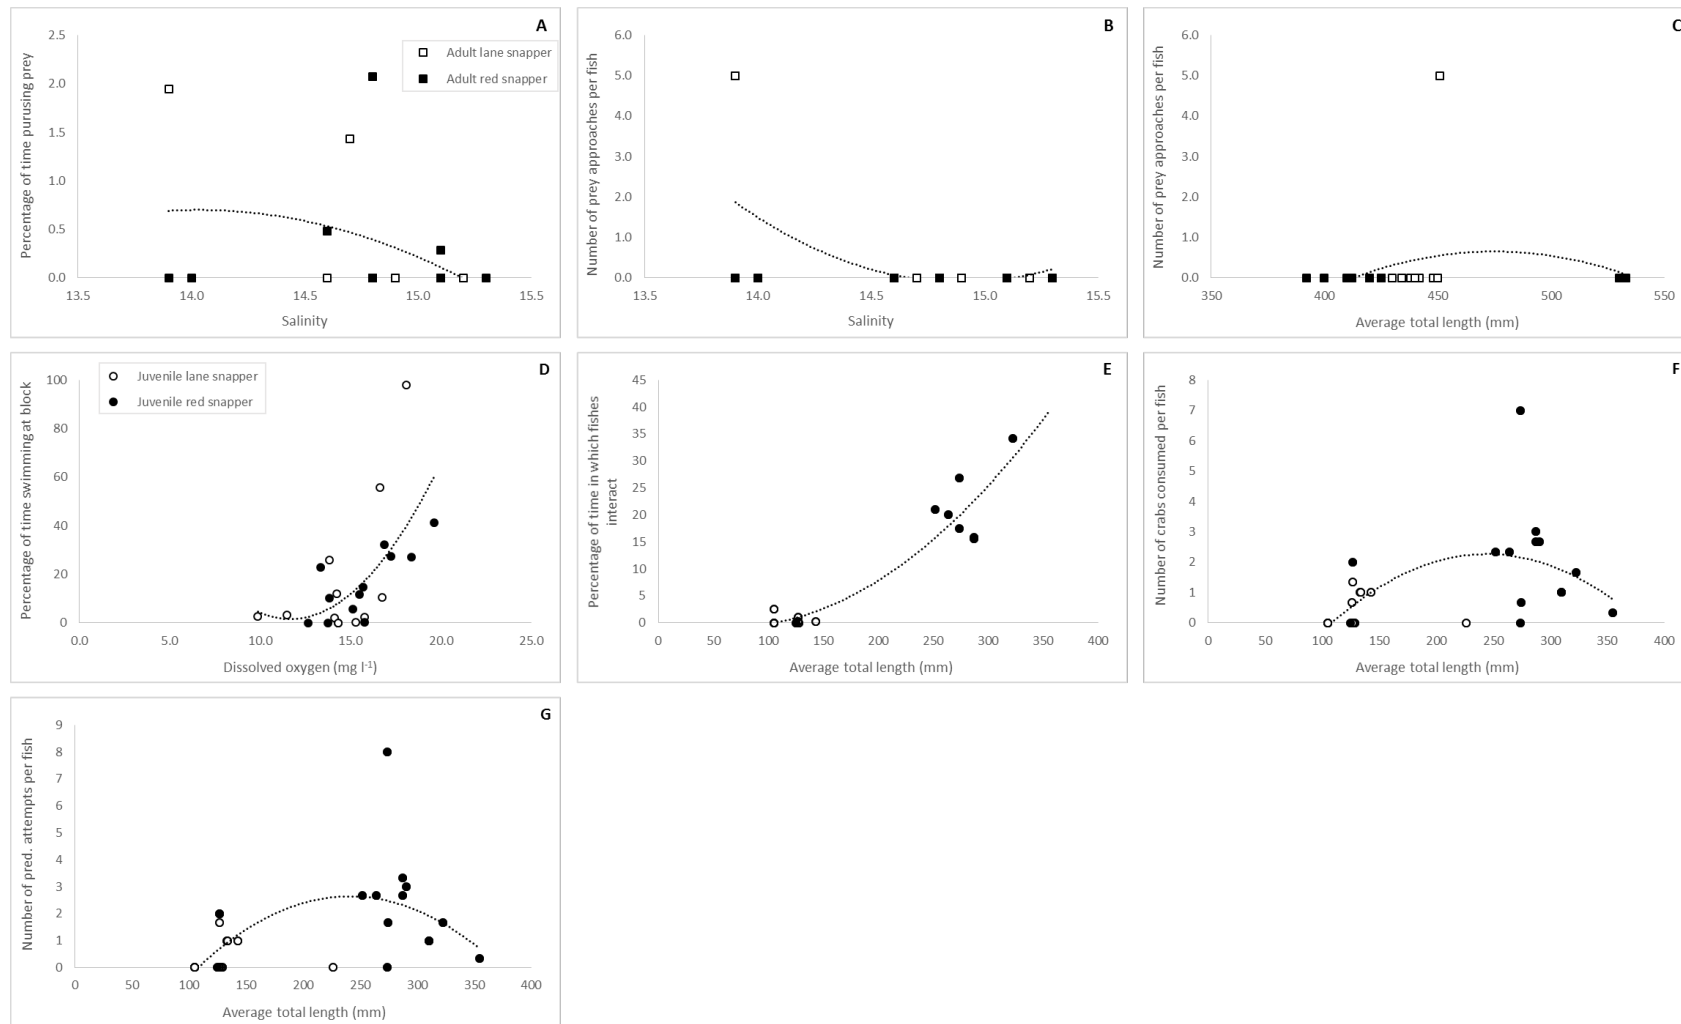 A
Percentage of time purusing prey
2.5
2.0
1.5
1.0
0.5
0.0
13.5 14.0 14.5 15.0 15.5
Salinity
Adult lane snapper
Adult red snapper
B
Number of prey approaches per fish
6.0
5.0
4.0
3.0
2.0
1.0
0.0
13.5 14.0 14.5 15.0 15.5
Salinity
C
Number of prey approaches per fish
6.0
5.0
4.0
3.0
2.0
1.0
0.0
350 400 450 500 550
Average total length (mm)
D
Percentage of time swimming at block
100
80
60
40
20
0
0.0 5.0 10.0 15.0 20.0 25.0
Dissolved oxygen (mg l-1)
Juvenile lane snapper
Juvenile red snapper
E
Percentage of time in which fishes
interact
45
40
35
30
25
20
15
10
5
0
0 50 100 150 200 250 300 350 400
Average total length (mm)
F
Number of crabs consumed per fish
8
7
6
5
4
3
2
1
0
0 50 100 150 200 250 300 350 400
Average total length (mm)
G
Number of pred. attempts per fish
9
8
7
6
5
4
3
2
1
0
0 50 100 150 200 250 300 350 400
Average total length (mm)